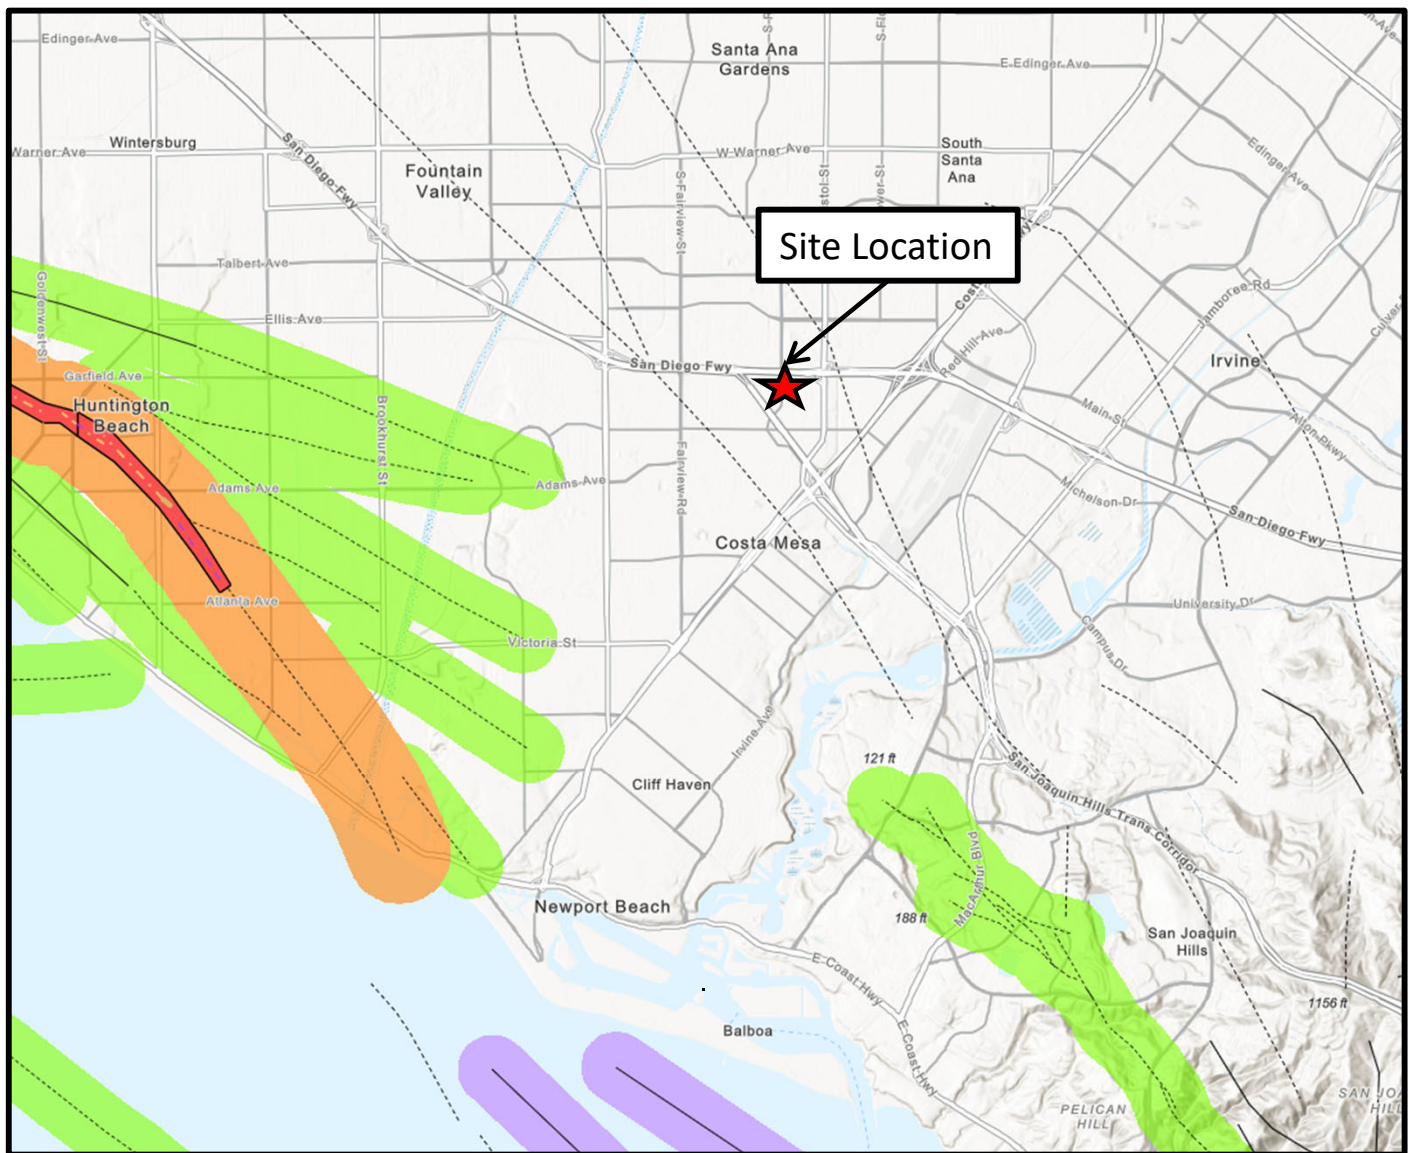 Edinger Ave
Santa Ana
Gardens
E Edinger Ave
Warner Ave
Wintersburg
San Diego Fwy
Fountain
Valley
W Warner Ave
South
Santa
Ana
Edinger Ave
S Fairview St
Site Location
Talbert Ave
Goldenwest St
Ellis Ave
Jamboree Rd
Red Hill Ave
San Diego Fwy
Irvine
Garfield Ave
Huntington
Beach
Brookhurst St
Main St
Alton Pkwy
Fairview Rd
Adams Ave
Adams Ave
Michelson Dr
San Diego Fwy
Costa Mesa
Atlanta Ave
University Dr
Campus Dr
Victoria St
Irvine Ave
121 ft
San Joaquin Hills Trans Corridor
Cliff Haven
MacArthur Blvd
Newport Beach
188 ft
San Joaquin
Hills
E Coast Hwy
1156 ft
Balboa
E Coast Hwy
PELICAN
HILL